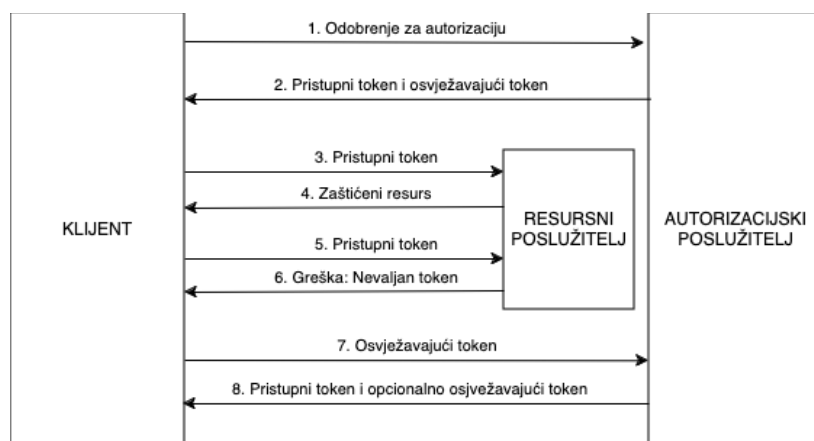 1. Odobrenje za autorizaciju
2. Pristupni token i osvježavajući token
3. Pristupni token
4. Zaštićeni resurs
KLIJENT
RESURSNI
POSLUŽITELJ
AUTORIZACIJSKI
POSLUŽITELJ
5. Pristupni token
6. Greška: Nevaljan token
7. Osvježavajući token
8. Pristupni token i opcionalno osjvežavajući token